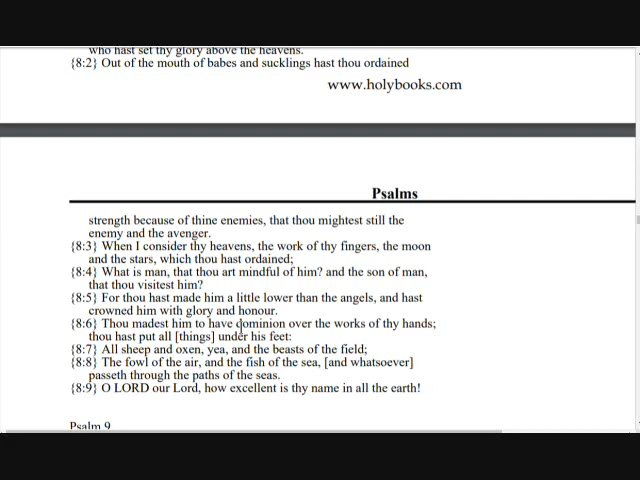 who hast set thy glory above the heavens.
{8:2} Out of the mouth of babes and sucklings hast thou ordained
www.holybooks.com
Psalms
strength because of thine enemies, that thou mightest still the
enemy and the avenger.
{8:3} When I consider thy heavens, the work of thy fingers, the moon
and the stars, which thou hast ordained;
{8:4} What is man, that thou art mindful of him? and the son of man,
that thou visitest him?
{8:5} For thou hast made him a little lower than the angels, and hast
crowned him with glory and honour.
{8:6} Thou madest him to have dominion over the works of thy hands;
thou hast put all [things] under his feet:
{8:7} All sheep and oxen, yea, and the beasts of the field;
{8:8} The fowl of the air, and the fish of the sea, [and whatsoever]
passeth through the paths of the seas.
{8:9} O LORD our Lord, how excellent is thy name in all the earth!
Psalm 9